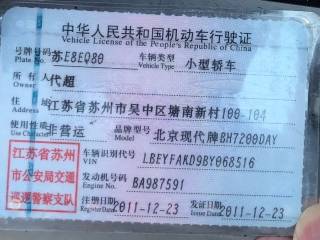 中华人民共和国机动车行驶证
Vehicle License of the People's Republic of China
号牌号码 苏E8EQ80 车辆类型 小型轿车
Plate No. Vehicle Type
所有人 代超
Owner
住址 江苏省苏州市吴中区塘南新村100-104
使用性质 非营运 品牌型号 北京现代牌BH7200DAY
Use Character
江苏省苏州
市公安局交通
巡逻警察支队
车辆识别代号 LBEYFAKD9BY068516
VIN
发动机号码 BA987591
Engine No.
注册日期 2011-12-23 发证日期 2011-12-23
Register Date Issue Date